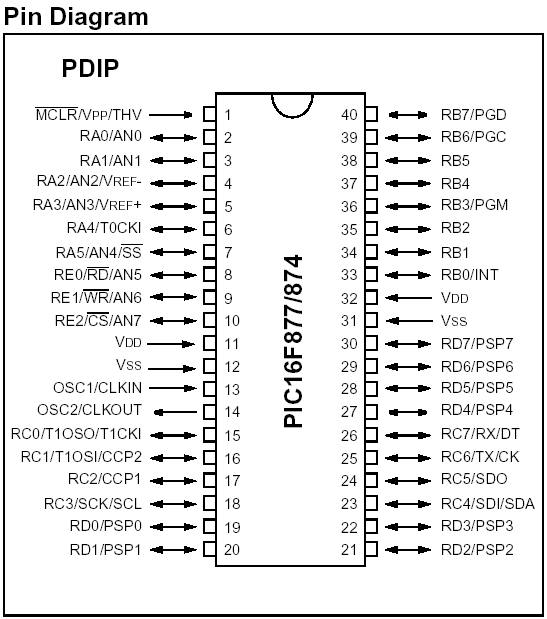 Pin Diagram
PDIP
MCLR/VPP/THV 1 40 RB7/PGD
RA0/AN0 2 39 RB6/PGC
RA1/AN1 3 38 RB5
RA2/AN2/VREF- 4 37 RB4
RA3/AN3/VREF+ 5 36 RB3/PGM
RA4/T0CKI 6 35 RB2
RA5/AN4/SS 7 34 RB1
RE0/RD/AN5 8 33 RB0/INT
RE1/WR/AN6 9 32 VDD
RE2/CS/AN7 10 31 VSS
VDD 11 30 RD7/PSP7
VSS 12 29 RD6/PSP6
OSC1/CLKIN 13 28 RD5/PSP5
OSC2/CLKOUT 14 27 RD4/PSP4
RC0/T1OSO/T1CKI 15 26 RC7/RX/DT
RC1/T1OSI/CCP2 16 25 RC6/TX/CK
RC2/CCP1 17 24 RC5/SDO
RC3/SCK/SCL 18 23 RC4/SDI/SDA
RD0/PSP0 19 22 RD3/PSP3
RD1/PSP1 20 21 RD2/PSP2
PIC16F877/874